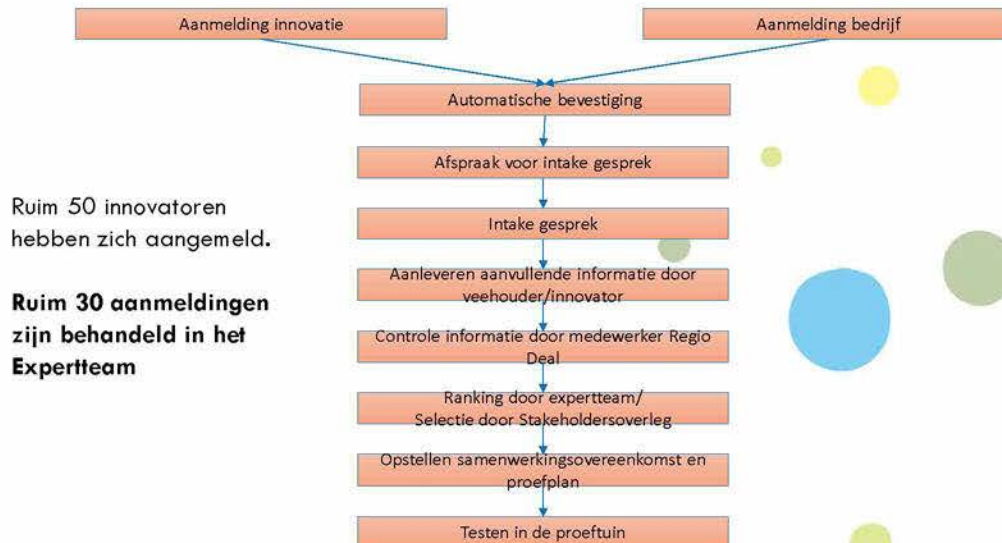 Aanmelding innovatie
Aanmelding bedrijf
Automatische bevestiging
Afspraak voor intake gesprek
Intake gesprek
Aanleveren aanvullende informatie door
veehouder/innovator
Controle informatie door medewerker Regio
Deal
Ranking door expertteam/
Selectie door Stakeholdersoverleg
Opstellen samenwerkingsovereenkomst en
proefplan
Testen in de proeftuin
Ruim 50 innovatoren
hebben zich aangemeld.
Ruim 30 aanmeldingen
zijn behandeld in het
Expertteam